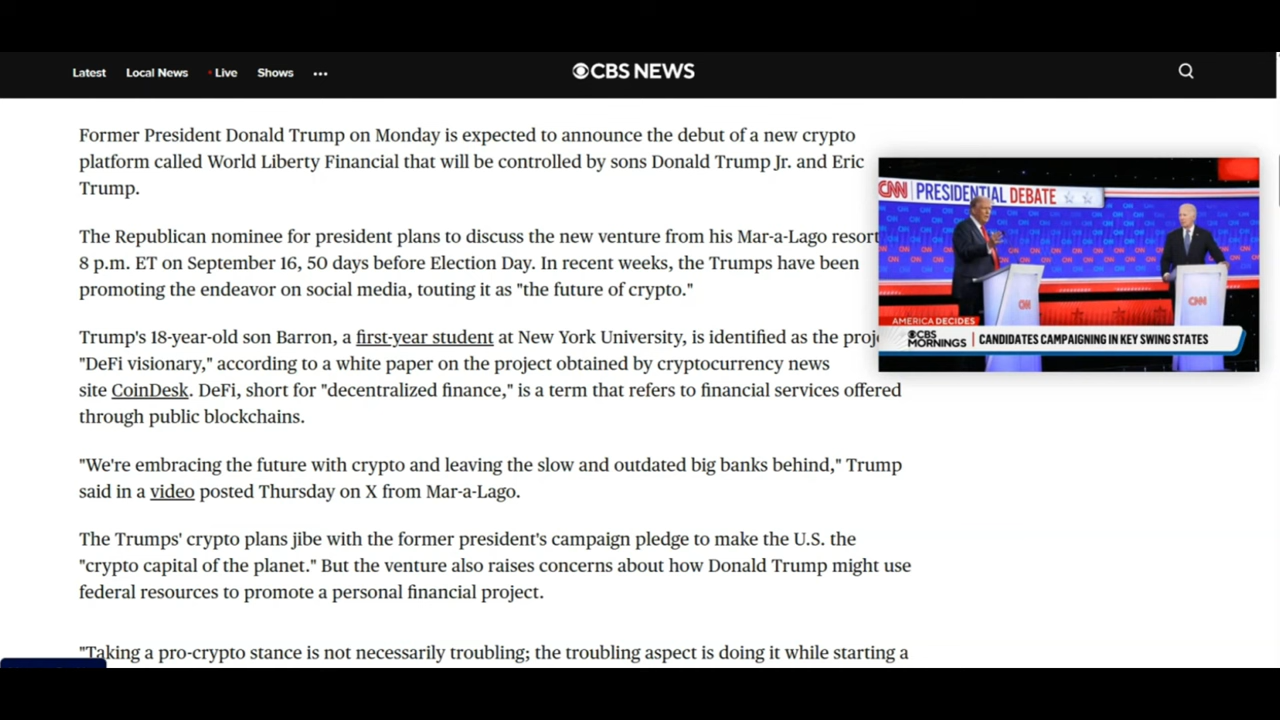 Latest Local News Live Shows ...
CBS NEWS
Former President Donald Trump on Monday is expected to announce the debut of a new crypto
platform called World Liberty Financial that will be controlled by sons Donald Trump Jr. and Eric
Trump.
The Republican nominee for president plans to discuss the new venture from his Mar-a-Lago resort
8 p.m. ET on September 16, 50 days before Election Day. In recent weeks, the Trumps have been
promoting the endeavor on social media, touting it as "the future of crypto."
Trump's 18-year-old son Barron, a first-year student at New York University, is identified as the
"DeFi visionary," according to a white paper on the project obtained by cryptocurrency news
site CoinDesk. DeFi, short for "decentralized finance," is a term that refers to financial services offered
through public blockchains.
"We're embracing the future with crypto and leaving the slow and outdated big banks behind," Trump
said in a video posted Thursday on X from Mar-a-Lago.
The Trumps' crypto plans jibe with the former president's campaign pledge to make the U.S. the
"crypto capital of the planet." But the venture also raises concerns about how Donald Trump might use
federal resources to promote a personal financial project.
"Taking a pro-crypto stance is not necessarily troubling; the troubling aspect is doing it while starting a
CNN PRESIDENTIAL DEBATE
CNN
CNN
AMERICA DECIDES
CBS MORNINGS
CANDIDATES CAMPAIGNING IN KEY SWING STATES